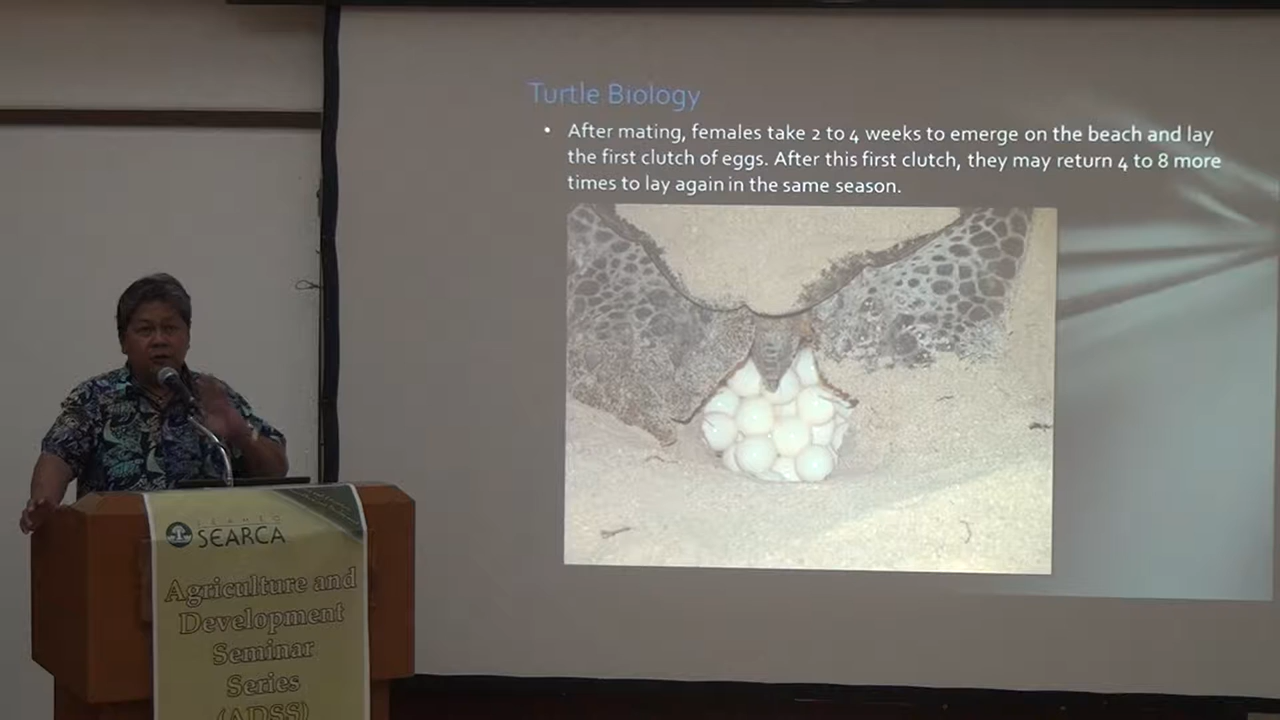 Turtle Biology
• After mating, females take 2 to 4 weeks to emerge on the beach and lay
the first clutch of eggs. After this first clutch, they may return 4 to 8 more
times to lay again in the same season.
SEAMEO
SEARCA
Agriculture and
Development
Seminar
Series
(ADSS)